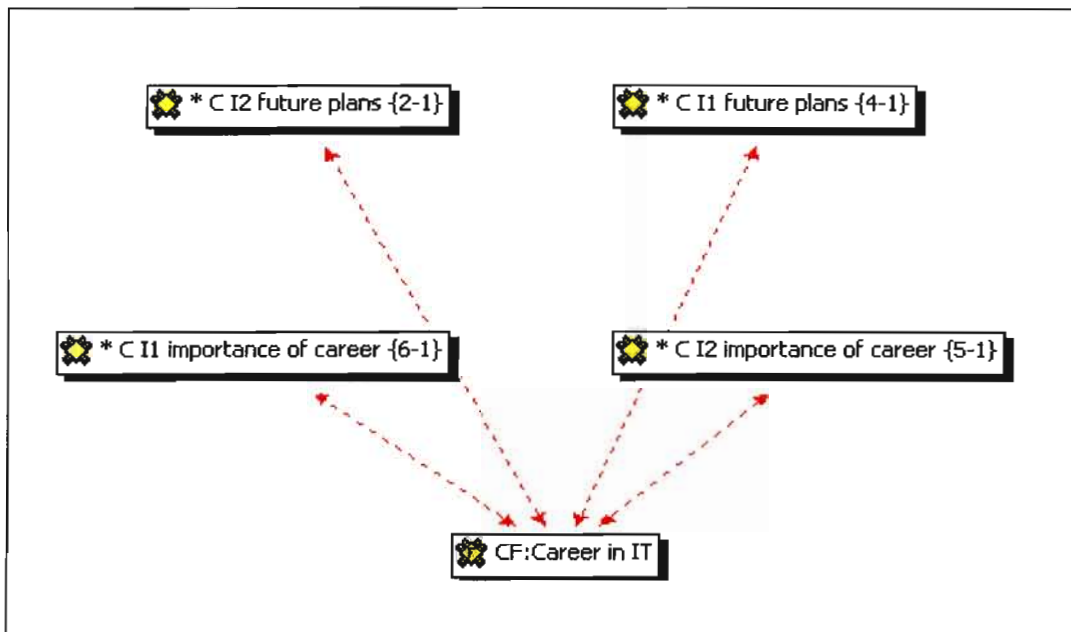 * C I2 future plans {2-1}
* C I1 future plans {4-1}
* C I1 importance of career {6-1}
* C I2 importance of career {5-1}
CF:Career in IT